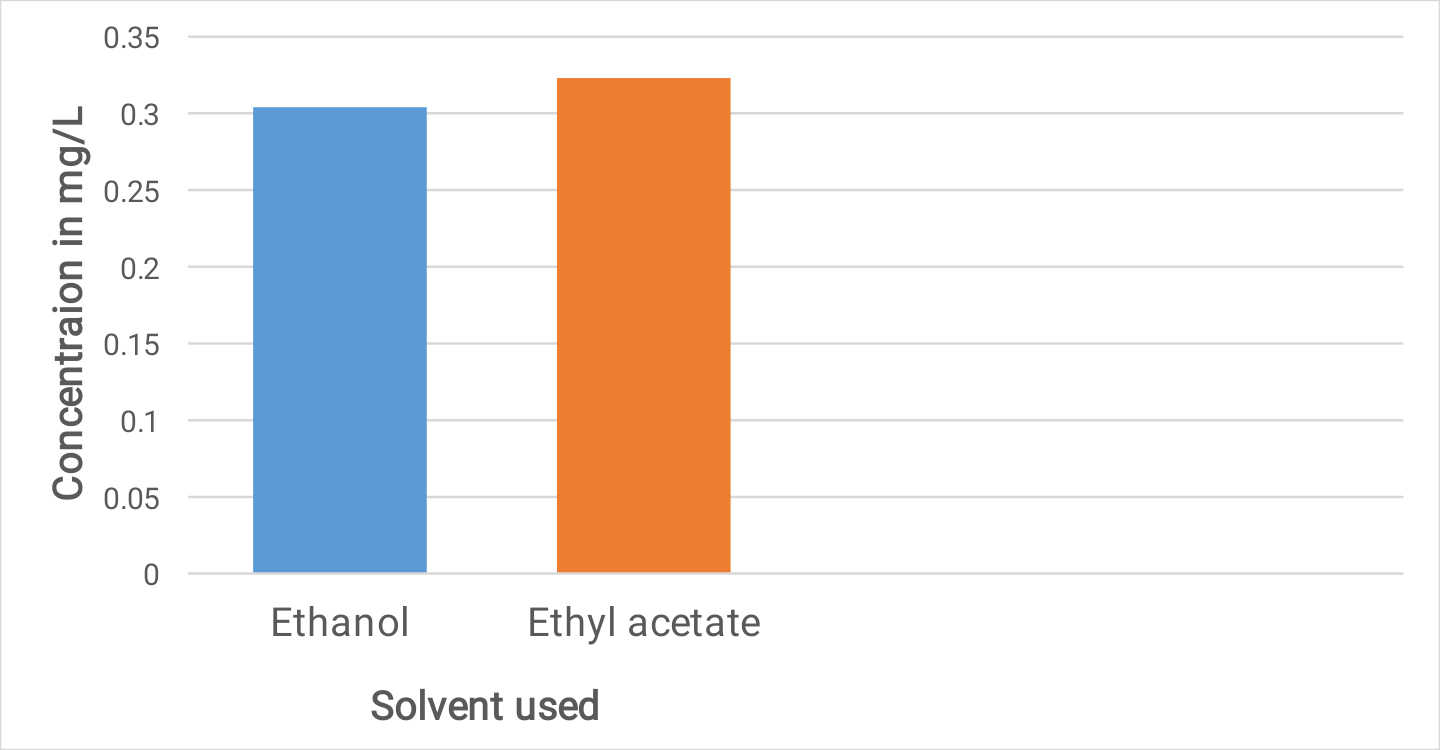 Concentraion in mg/L
0.35
0.3
0.25
0.2
0.15
0.1
0.05
0
Ethanol
Ethyl acetate
Solvent used